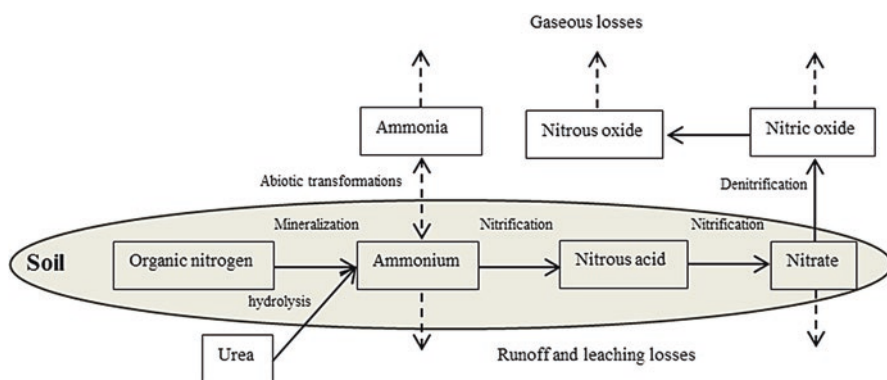 Gaseous losses
Ammonia
Nitrous oxide
Nitric oxide
Abiotic transformations
Denitrification
Mineralization
Nitrification
Nitrification
Soil
Organic nitrogen
Ammonium
Nitrous acid
Nitrate
hydrolysis
Urea
Runoff and leaching losses